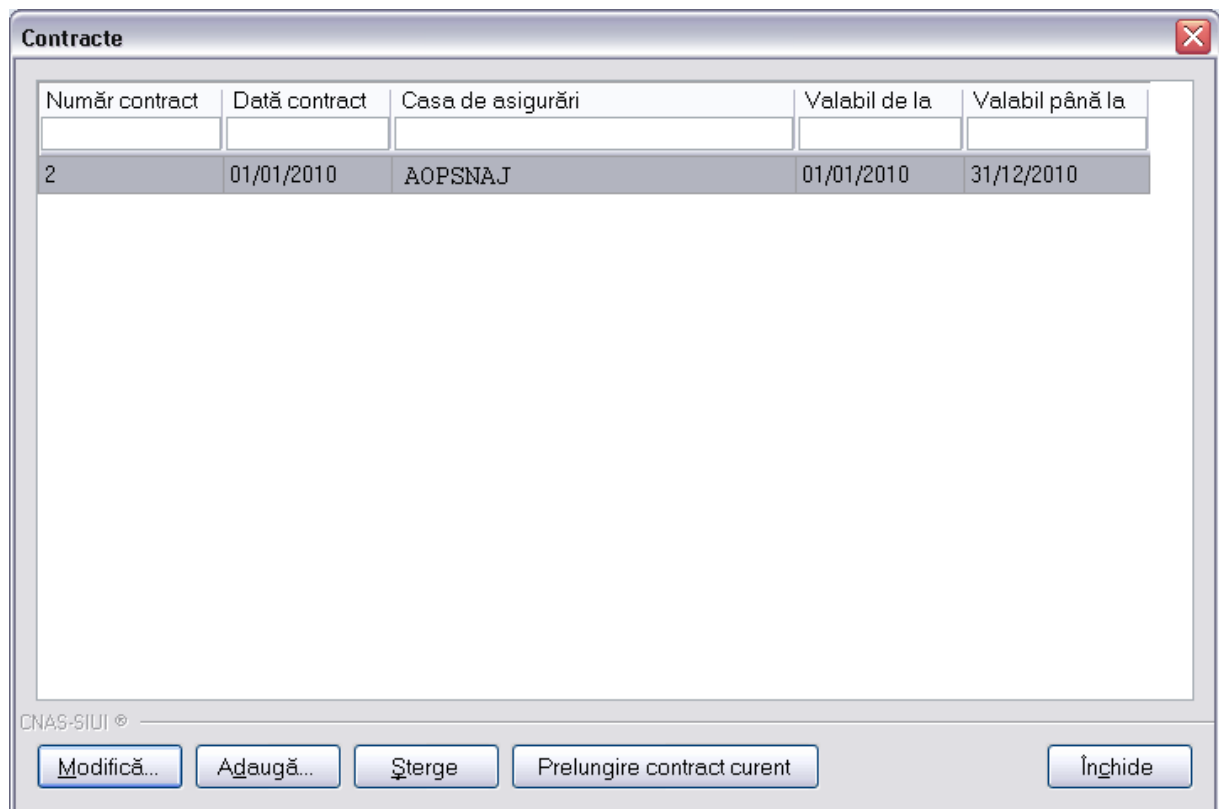 Contracte
Număr contract Dată contract Casa de asigurări Valabil de la Valabil până la
2 01/01/2010 AOPSNAJ 01/01/2010 31/12/2010
CNAS-SIUI ®
Modifică... Adaugă... Şterge Prelungire contract curent Închide